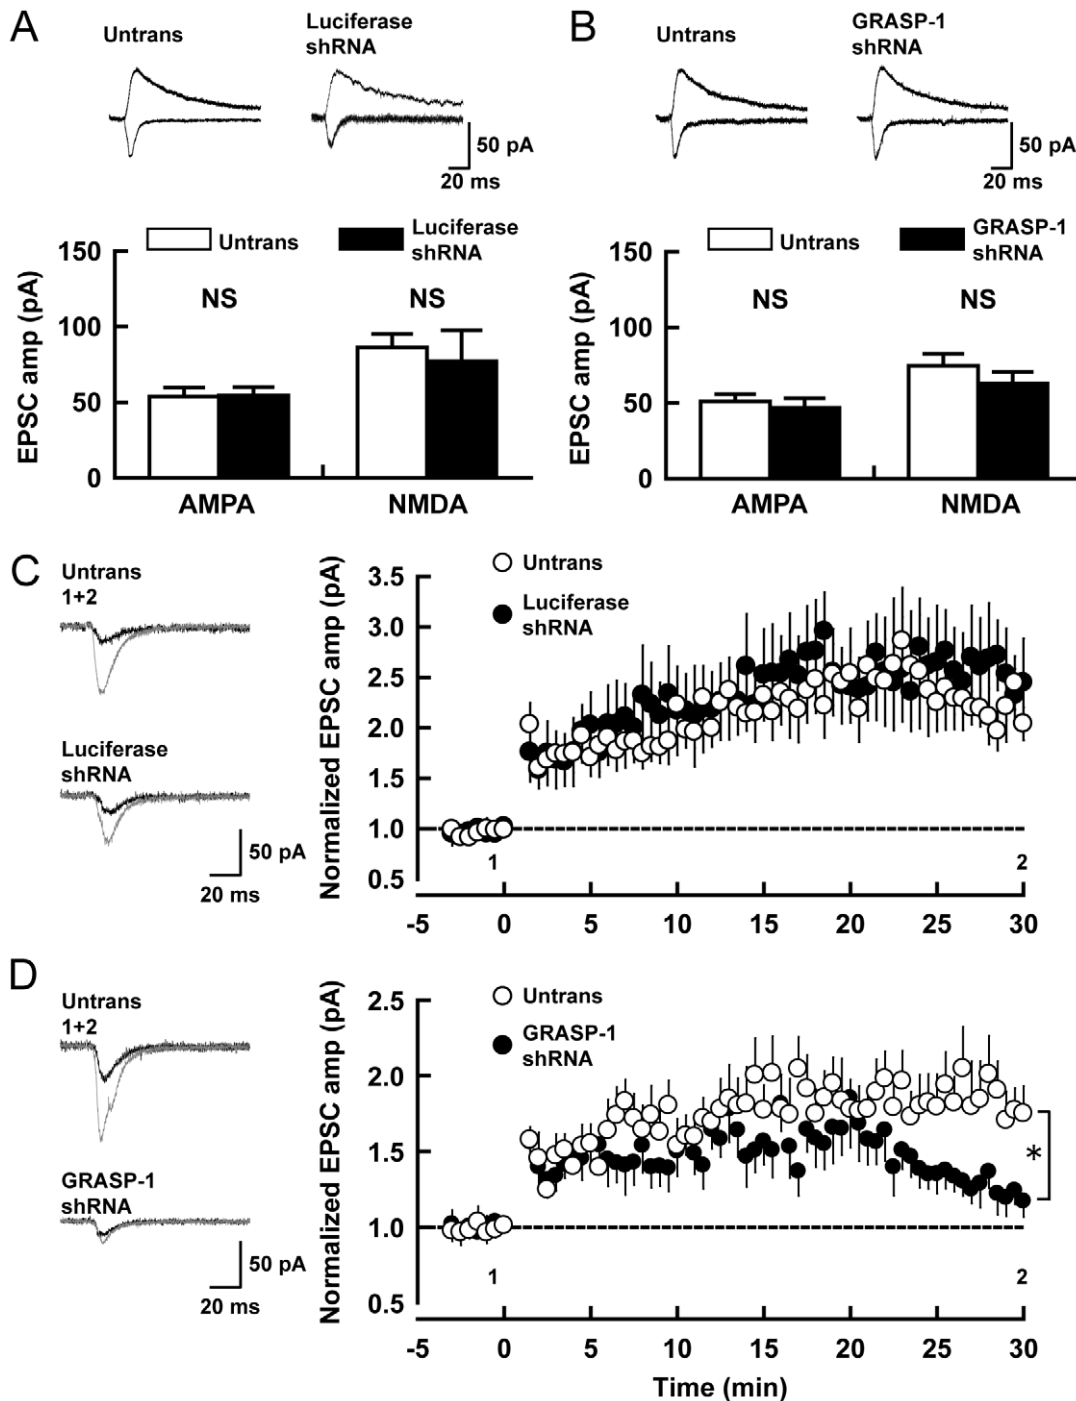 A
Untrans
Luciferase
shRNA
50 pA
20 ms
Untrans
Luciferase
shRNA
EPSC amp (pA)
150
100
50
0
NS
NS
AMPA
NMDA
B
Untrans
GRASP-1
shRNA
50 pA
20 ms
Untrans
GRASP-1
shRNA
EPSC amp (pA)
150
100
50
0
NS
NS
AMPA
NMDA
C
Untrans
1+2
Luciferase
shRNA
50 pA
20 ms
Normalized EPSC amp (pA)
3.5
3.0
2.5
2.0
1.5
1.0
0.5
Untrans
Luciferase
shRNA
1
2
-5 0 5 10 15 20 25 30
D
Untrans
1+2
GRASP-1
shRNA
50 pA
20 ms
Normalized EPSC amp (pA)
2.5
2.0
1.5
1.0
0.5
Untrans
GRASP-1
shRNA
*
1
2
-5 0 5 10 15 20 25 30
Time (min)